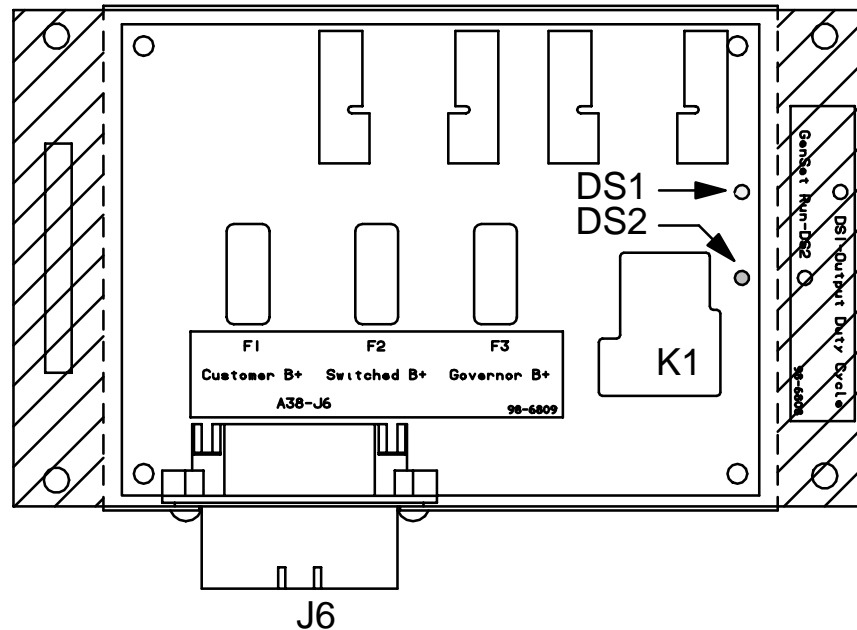 DS1
DS2
GenSet Run-DS2
DS1-Output Duty Cycle
98-6808
F1 F2 F3
Customer B+ Switched B+ Governor B+
A38-J6
98-6809
K1
J6